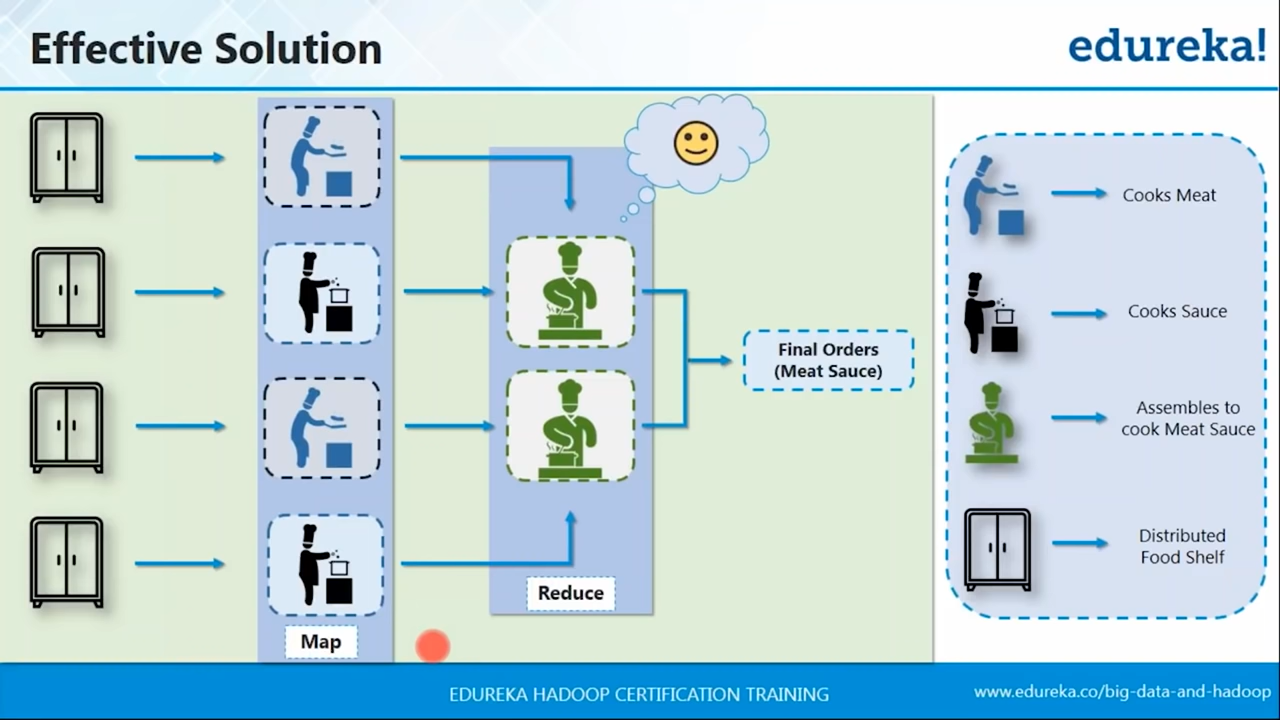 Effective Solution
edureka!
Final Orders
(Meat Sauce)
Reduce
Map
Cooks Meat
Cooks Sauce
Assembles to
cook Meat Sauce
Distributed
Food Shelf
EDUREKA HADOOP CERTIFICATION TRAINING
www.edureka.co/big-data-and-hadoop